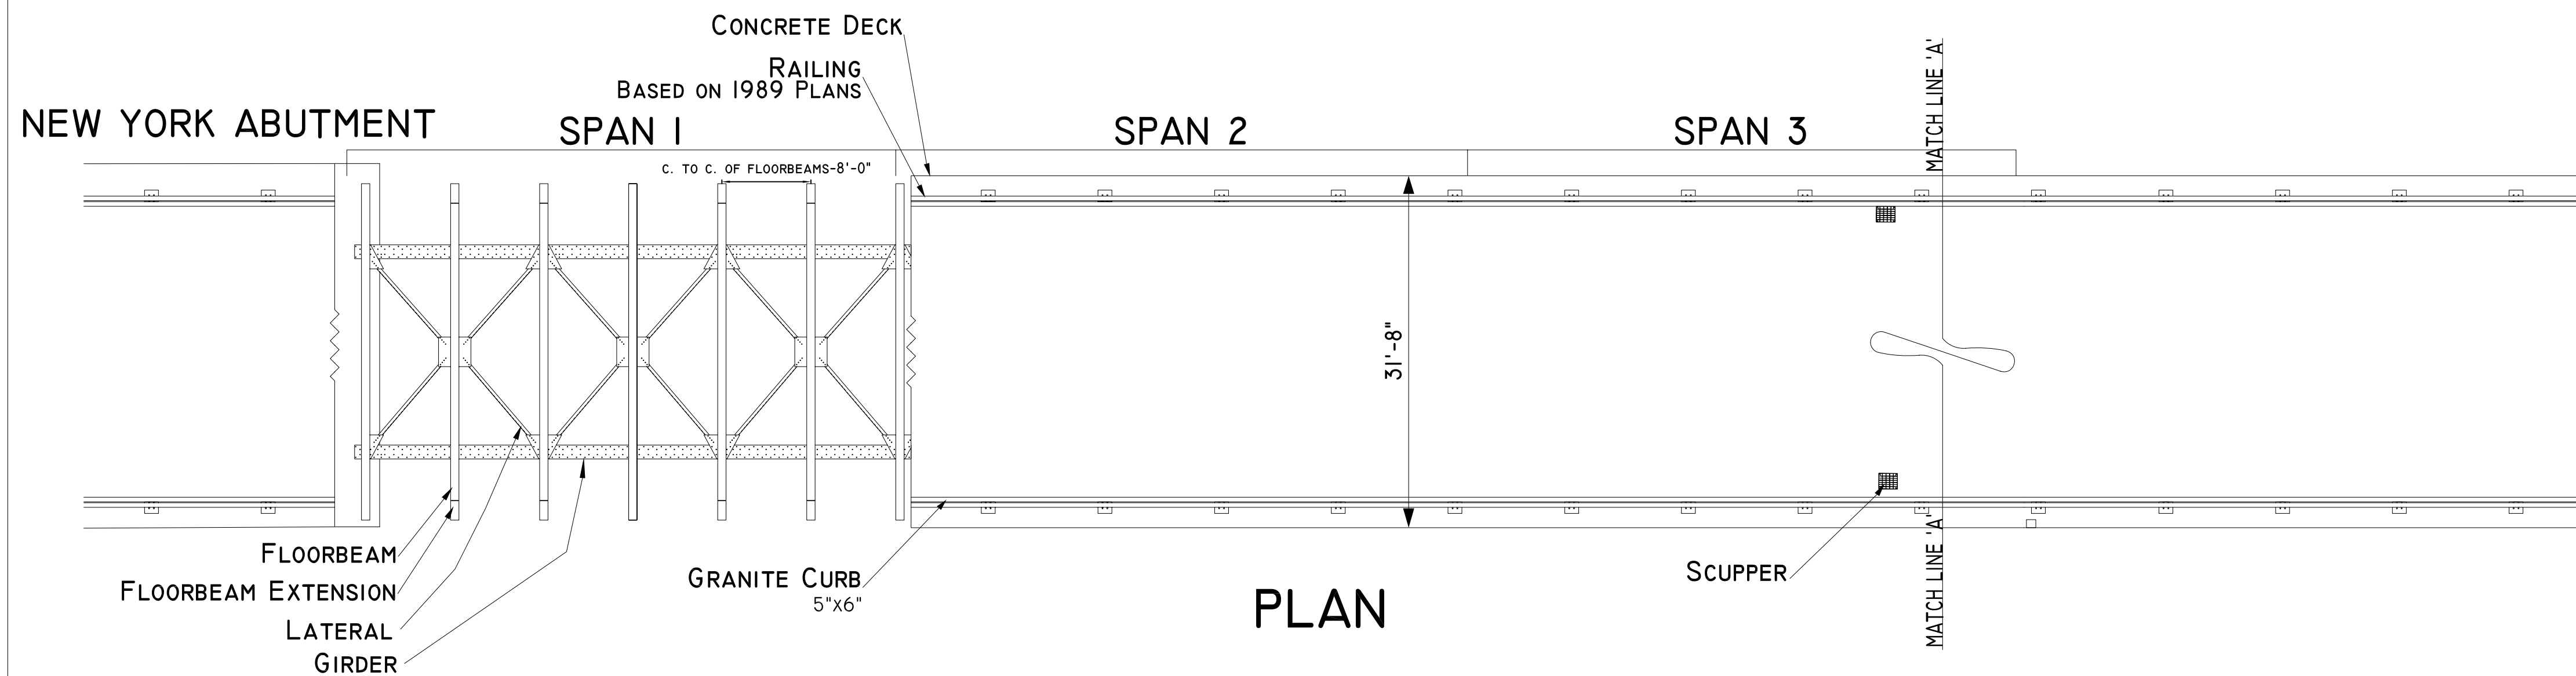 CONCRETE DECK
RAILING
BASED ON 1989 PLANS
NEW YORK ABUTMENT
SPAN 1
SPAN 2
SPAN 3
MATCH LINE 'A'
C. TO C. OF FLOORBEAMS-8'-0"
31'-8"
FLOORBEAM
FLOORBEAM EXTENSION
LATERAL
GIRDER
GRANITE CURB
5"x6"
SCUPPER
MATCH LINE 'A'
PLAN